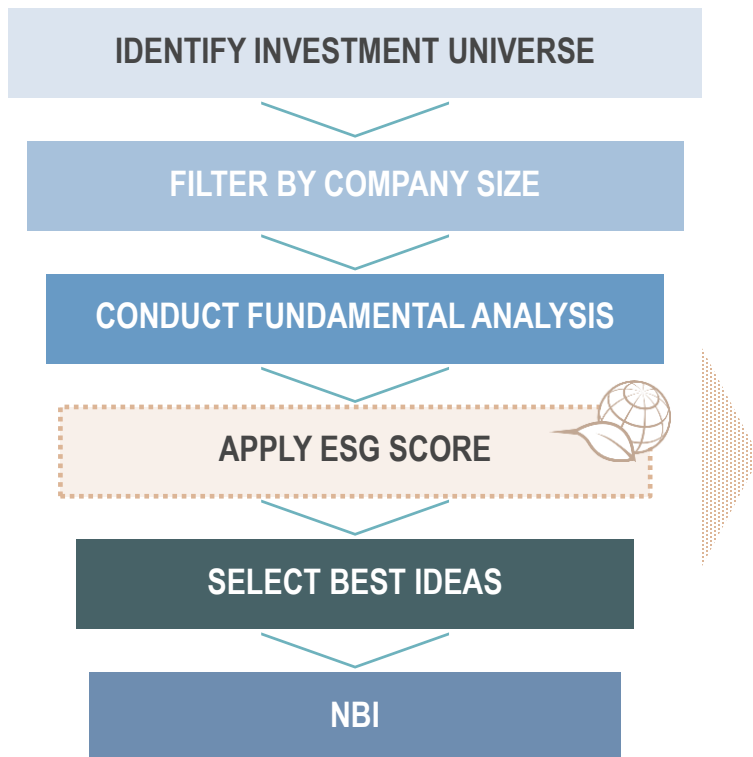 IDENTIFY INVESTMENT UNIVERSE
FILTER BY COMPANY SIZE
CONDUCT FUNDAMENTAL ANALYSIS
APPLY ESG SCORE
SELECT BEST IDEAS
NBI